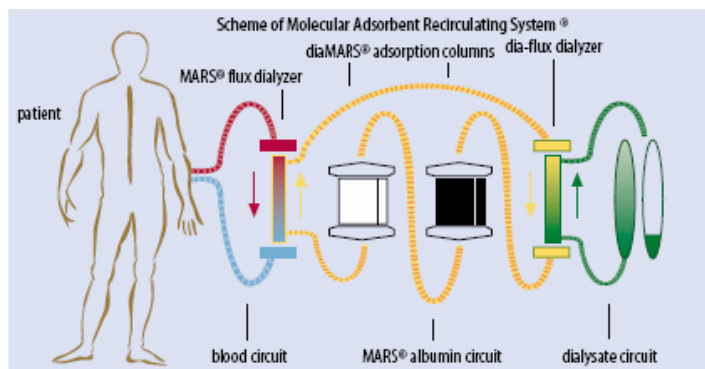 Scheme of Molecular Adsorbent Recirculating System ®
diaMARS® adsorption columns
dia-flux dialyzer
MARS® flux dialyzer
patient
blood circuit
MARS® albumin circuit
dialysate circuit